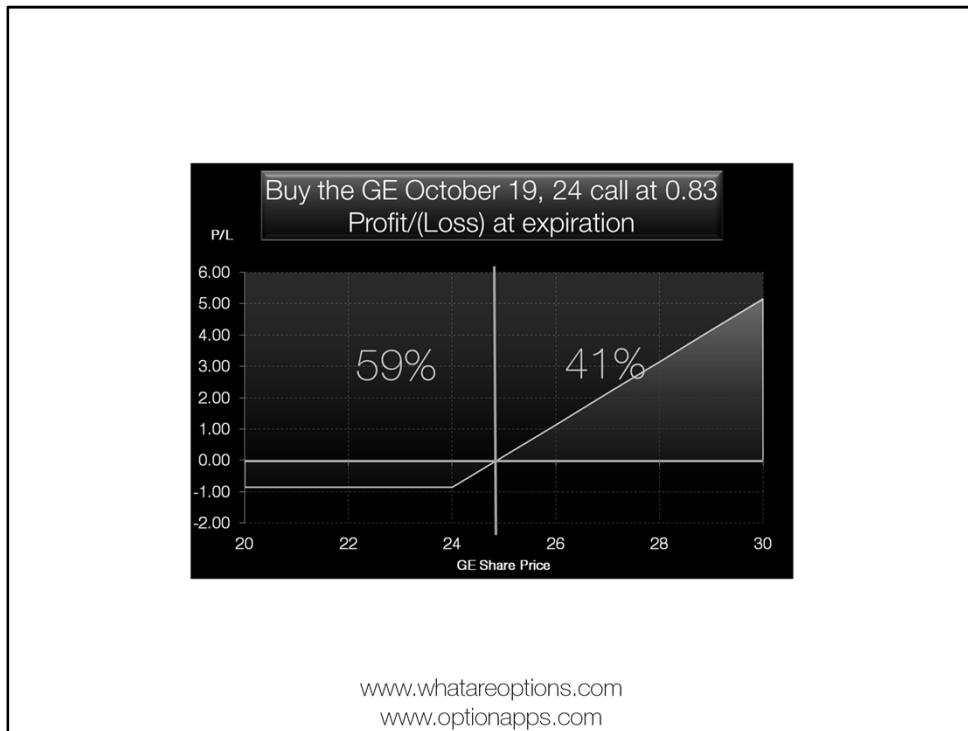 Buy the GE October 19, 24 call at 0.83
Profit/(Loss) at expiration
P/L
6.00
5.00
4.00
3.00
2.00
1.00
0.00
-1.00
-2.00
59%
41%
20 22 24 26 28 30
GE Share Price
www.whatareoptions.com
www.optionapps.com